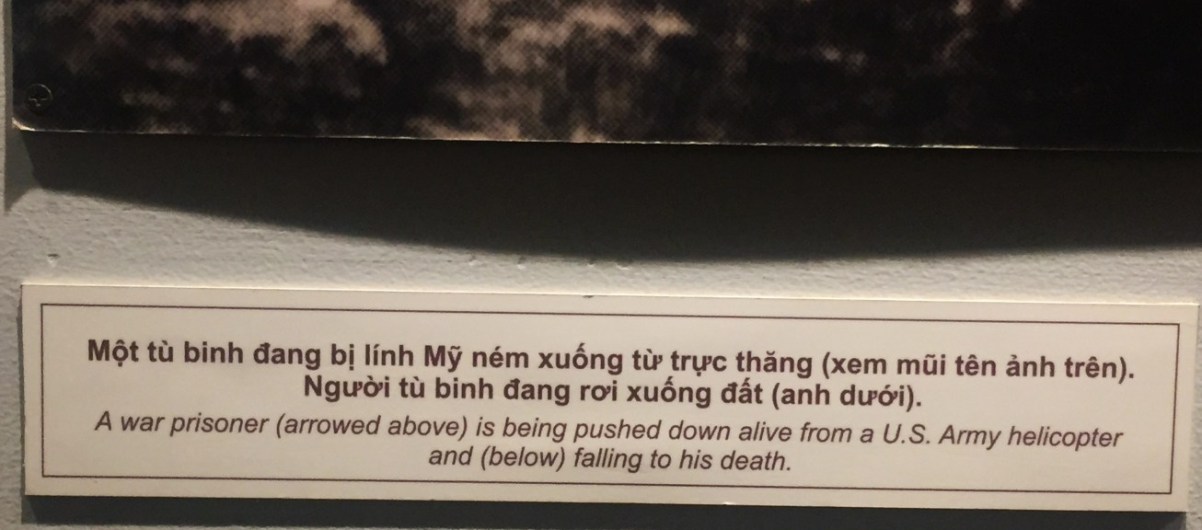 Một tù binh đang bị lính Mỹ ném xuống từ trực thăng (xem mũi tên ảnh trên).
Người tù binh đang rơi xuống đất (anh dưới).
A war prisoner (arrowed above) is being pushed down alive from a U.S. Army helicopter
and (below) falling to his death.